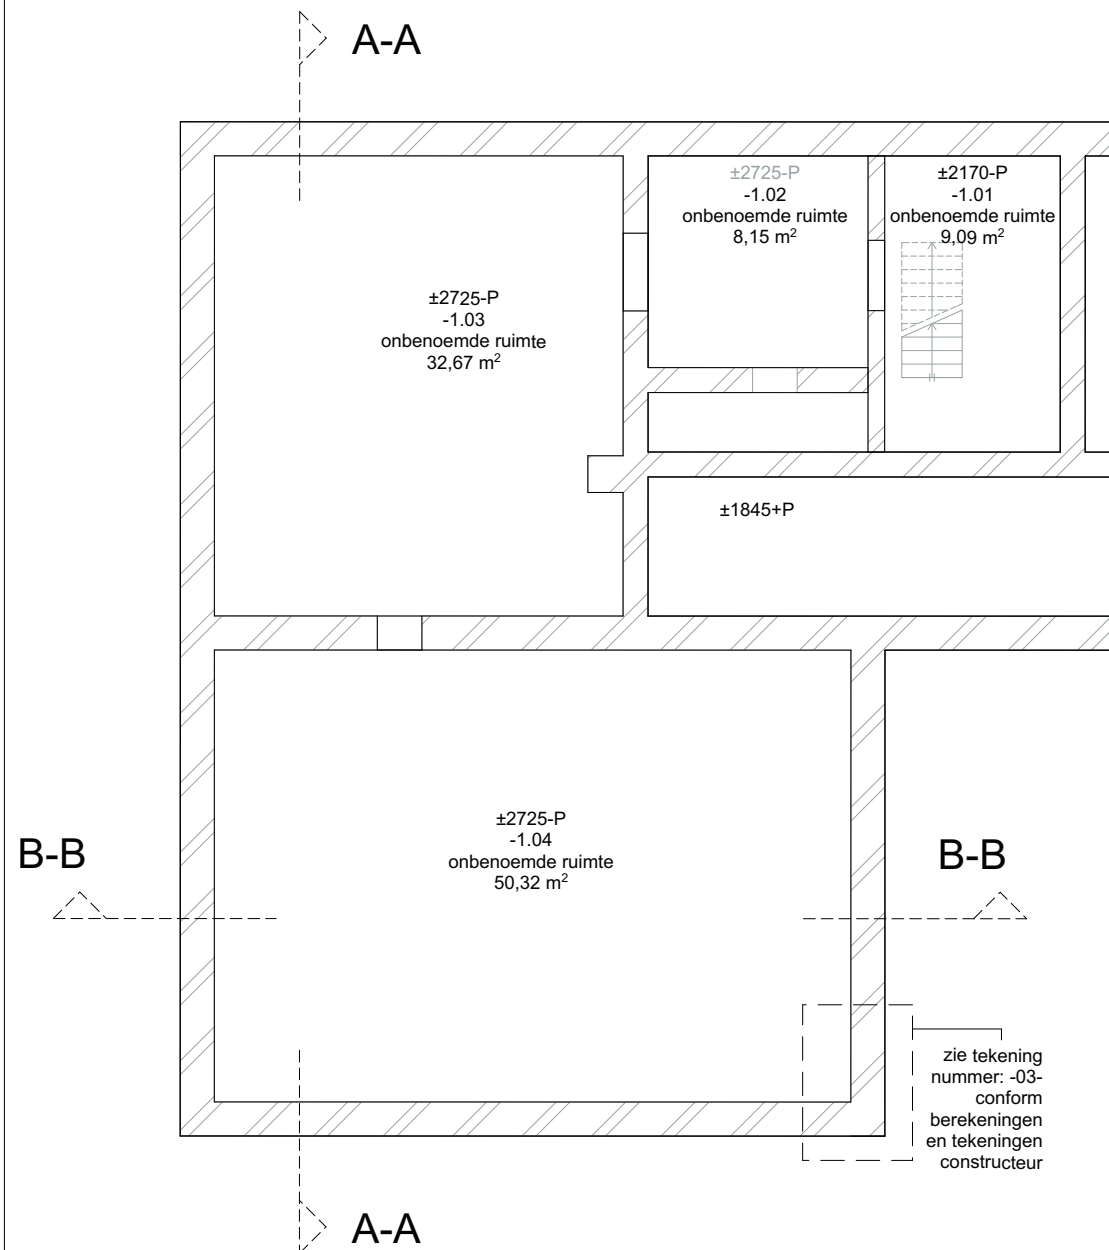 A-A
±2725-P
-1.02
onbenoemde ruimte
8,15 m²
±2170-P
-1.01
onbenoemde ruimte
9,09 m²
±2725-P
-1.03
onbenoemde ruimte
32,67 m²
±1845+P
±2725-P
-1.04
onbenoemde ruimte
50,32 m²
B-B
B-B
zie tekening
nummer: -03-
conform
berekeningen
en tekeningen
constructeur
A-A